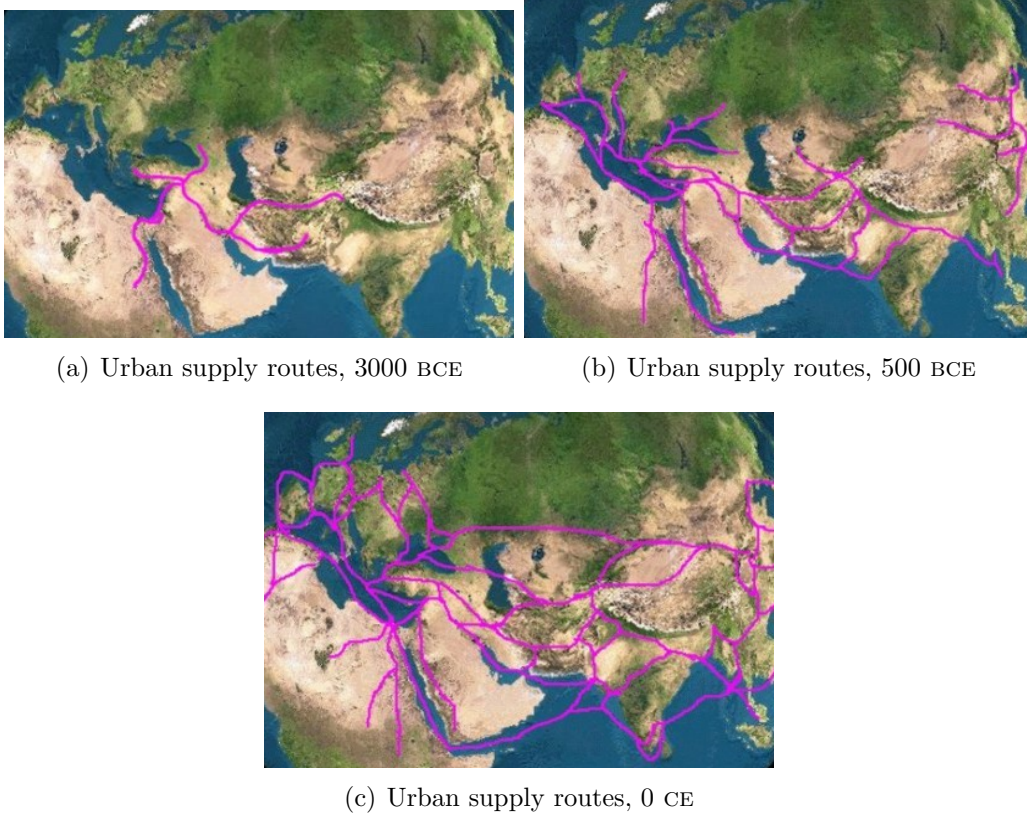 (a) Urban supply routes, 3000 BCE
(b) Urban supply routes, 500 BCE
(c) Urban supply routes, 0 CE